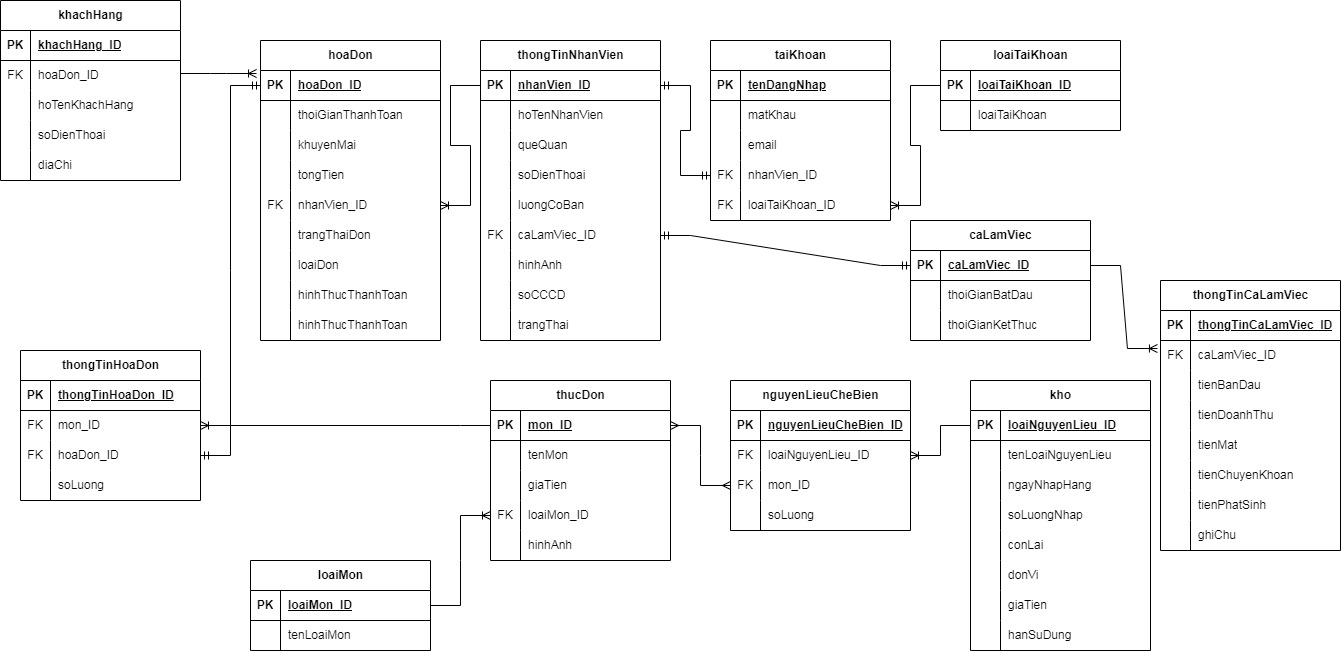 khachHang
PK khachHang_ID
FK hoaDon_ID
hoTenKhachHang
soDienThoai
diaChi
hoaDon
PK hoaDon_ID
thoiGianThanhToan
khuyenMai
tongTien
FK nhanVien_ID
trangThaiDon
loaiDon
hinhThucThanhToan
hinhThucThanhToan
thongTinNhanVien
PK nhanVien_ID
hoTenNhanVien
queQuan
soDienThoai
luongCoBan
FK caLamViec_ID
hinhAnh
soCCCD
trangThai
taiKhoan
PK tenDangNhap
matKhau
email
FK nhanVien_ID
FK loaiTaiKhoan_ID
loaiTaiKhoan
PK loaiTaiKhoan_ID
loaiTaiKhoan
caLamViec
PK caLamViec_ID
thoiGianBatDau
thoiGianKetThuc
thongTinCaLamViec
PK thongTinCaLamViec_ID
FK caLamViec_ID
tienBanDau
tienDoanhThu
tienMat
tienChuyenKhoan
tienPhatSinh
ghiChu
thongTinHoaDon
PK thongTinHoaDon_ID
FK mon_ID
FK hoaDon_ID
soLuong
thucDon
PK mon_ID
tenMon
giaTien
FK loaiMon_ID
hinhAnh
nguyenLieuCheBien
PK nguyenLieuCheBien_ID
FK loaiNguyenLieu_ID
FK mon_ID
soLuong
kho
PK loaiNguyenLieu_ID
tenLoaiNguyenLieu
ngayNhapHang
soLuongNhap
conLai
donVi
giaTien
hanSuDung
loaiMon
PK loaiMon_ID
tenLoaiMon